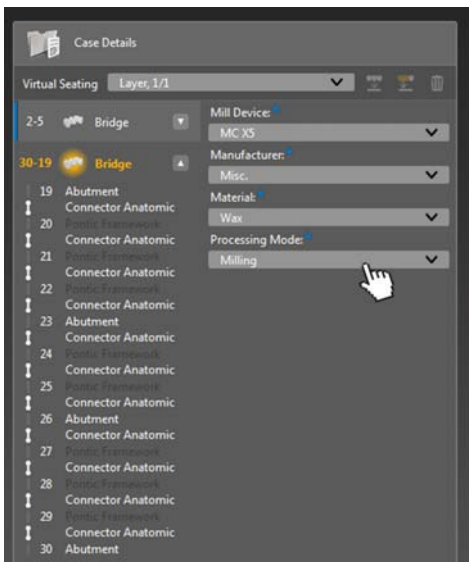 Case Details
Virtual Seating Layer, 1/1
2-5 Bridge
30-19 Bridge
19 Abutment
Connector Anatomic
20 Pontic Framework
Connector Anatomic
21 Pontic Framework
Connector Anatomic
22 Pontic Framework
Connector Anatomic
23 Abutment
Connector Anatomic
24 Pontic Framework
Connector Anatomic
25 Pontic Framework
Connector Anatomic
26 Abutment
Connector Anatomic
27 Pontic Framework
Connector Anatomic
28 Pontic Framework
Connector Anatomic
29 Pontic Framework
Connector Anatomic
30 Abutment
Mill Device:
MC X5
Manufacturer:
Misc.
Material:
Wax
Processing Mode:
Milling